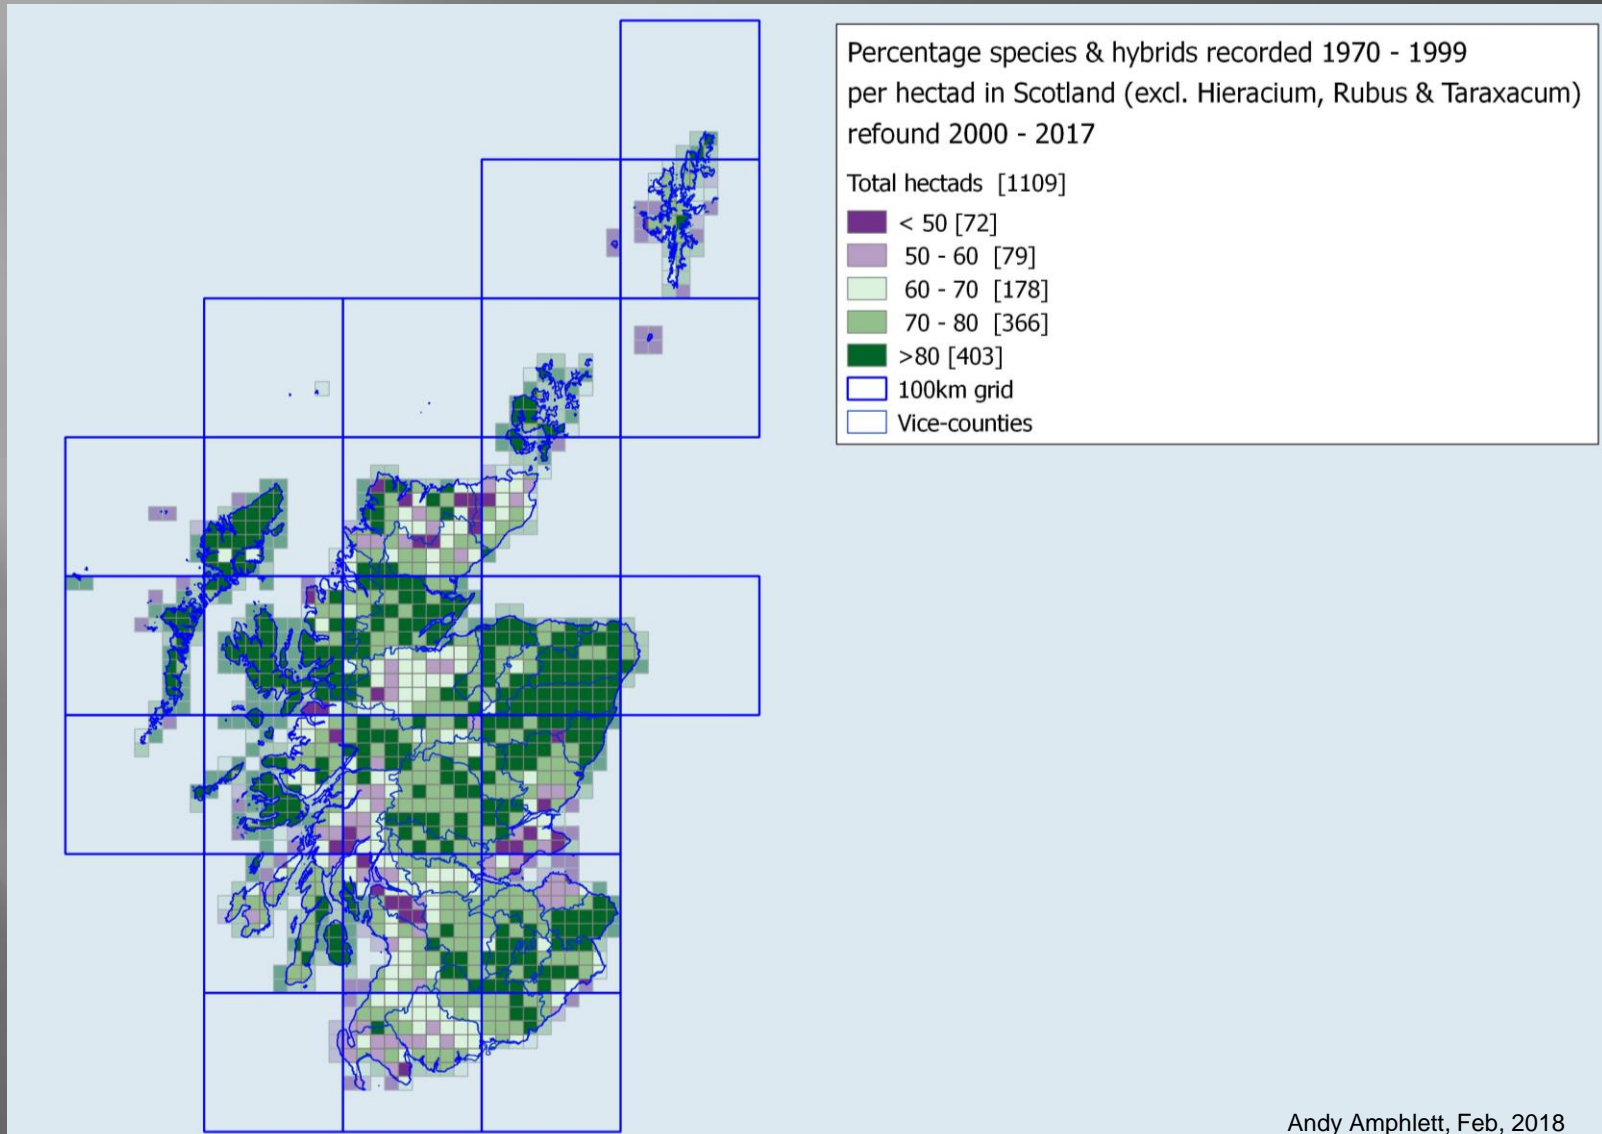 Percentage species & hybrids recorded 1970 - 1999
per hectad in Scotland (excl. Hieracium, Rubus & Taraxacum)
refound 2000 - 2017
Total hectads [1109]
< 50 [72]
50 - 60 [79]
60 - 70 [178]
70 - 80 [366]
>80 [403]
100km grid
Vice-counties
Andy Amphlett, Feb, 2018